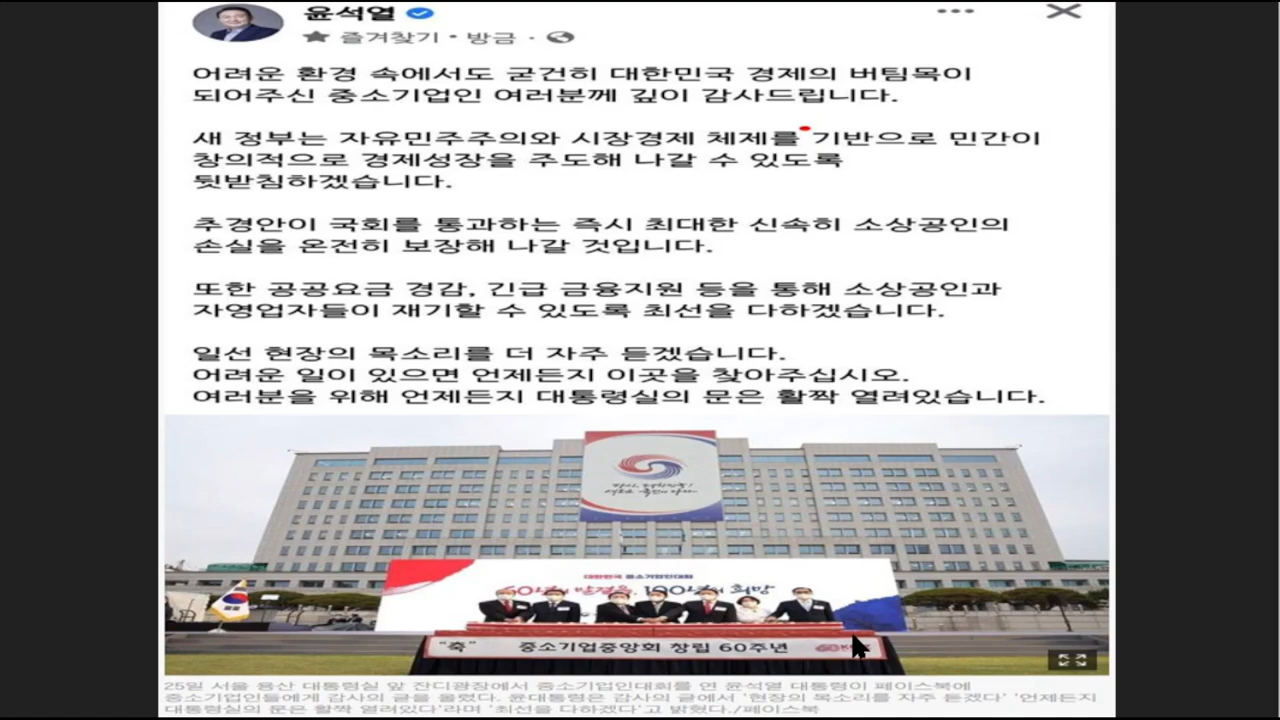 윤석열
즐겨찾기 · 방금 ·
어려운 환경 속에서도 굳건히 대한민국 경제의 버팀목이
되어주신 중소기업인 여러분께 깊이 감사드립니다.
새 정부는 자유민주주의와 시장경제 체제를 기반으로 민간이
창의적으로 경제성장을 주도해 나갈 수 있도록
뒷받침하겠습니다.
추경안이 국회를 통과하는 즉시 최대한 신속히 소상공인의
손실을 온전히 보장해 나갈 것입니다.
또한 공공요금 경감, 긴급 금융지원 등을 통해 소상공인과
자영업자들이 재기할 수 있도록 최선을 다하겠습니다.
일선 현장의 목소리를 더 자주 듣겠습니다.
어려운 일이 있으면 언제든지 이곳을 찾아주십시오.
여러분을 위해 언제든지 대통령실의 문은 활짝 열려있습니다.
대한민국 중소기업인대회
희망
"축" 중소기업중앙회 창립 60주년
25일 서울 용산 대통령실 앞 잔디광장에서 중소기업인대회를 연 윤석열 대통령이 페이스북에
중소기업인들에게 감사의 글을 올렸다. 윤대통령은 감사의 글에서 '현장의 목소리를 자주 듣겠다' '언제든지
대통령실의 문은 활짝 열려있다'라며 '최선을 다하겠다'고 밝혔다./페이스북